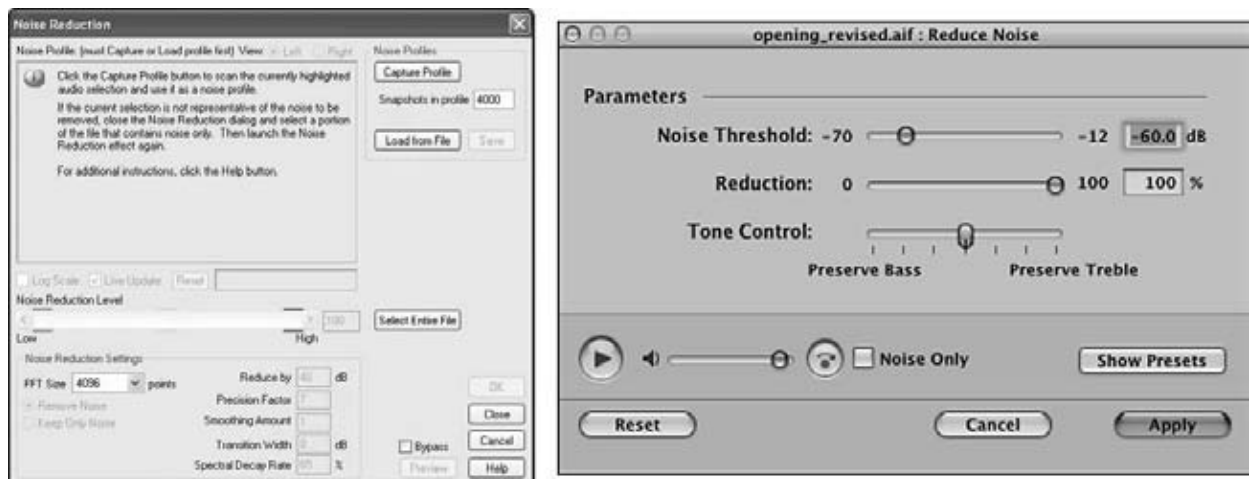 Noise Reduction
Noise Profile: (must Capture or Load profile first) View: Left Right
Click the Capture Profile button to scan the currently highlighted
audio selection and use it as a noise profile.
If the current selection is not representative of the noise to be
removed, close the Noise Reduction dialog and select a portion
of the file that contains noise only. Then launch the Noise
Reduction effect again.
For additional instructions, click the Help button.
Noise Profiles
Capture Profile
Snapshots in profile 4000
Load from File Save
Log Scale Live Update Reset
Noise Reduction Level
100
Low High
Select Entire File
Noise Reduction Settings
FFT Size 4096 points
Remove Noise
Keep Only Noise
Reduce by 40 dB
Precision Factor 7
Smoothing Amount 1
Transition Width dB
Spectral Decay Rate 65 %
Bypass
Preview
OK
Close
Cancel
Help
opening_revised.aif : Reduce Noise
Parameters
Noise Threshold: -70 -12 -60.0 dB
Reduction: 0 100 100 %
Tone Control:
Preserve Bass Preserve Treble
Noise Only Show Presets
Reset Cancel Apply